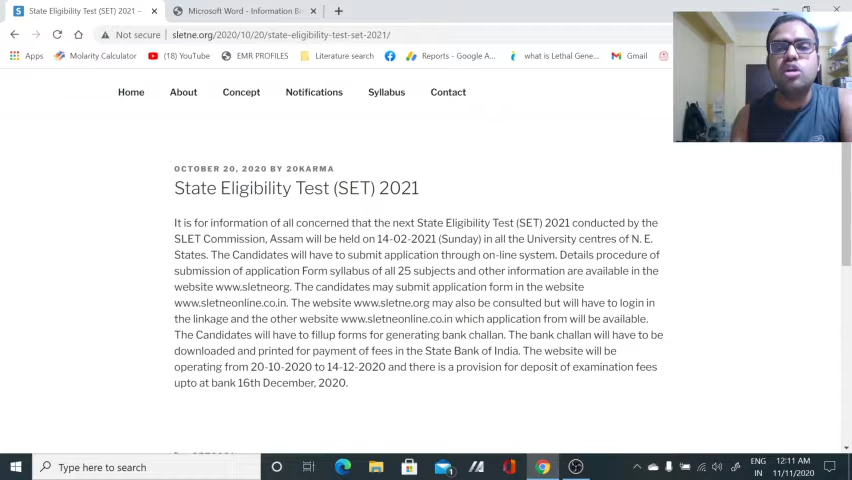 State Eligibility Test (SET) 2021 –
Microsoft Word - Information B
Not secure
sletne.org/2020/10/20/state-eligibility-test-set-2021/
Apps
Molarity Calculator
(18) YouTube
EMR PROFILES
Literature search
Reports - Google A...
what is Lethal Gene...
Gmail
Home
About
Concept
Notifications
Syllabus
Contact
OCTOBER 20, 2020 BY 20KARMA
State Eligibility Test (SET) 2021
It is for information of all concerned that the next State Eligibility Test (SET) 2021 conducted by the
SLET Commission, Assam will be held on 14-02-2021 (Sunday) in all the University centres of N. E.
States. The Candidates will have to submit application through on-line system. Details procedure of
submission of application Form syllabus of all 25 subjects and other information are available in the
website www.sletneorg. The candidates may submit application form in the website
www.sletneonline.co.in. The website www.sletne.org may also be consulted but will have to login in
the linkage and the other website www.sletneonline.co.in which application from will be available.
The Candidates will have to fillup forms for generating bank challan. The bank challan will have to be
downloaded and printed for payment of fees in the State Bank of India. The website will be
operating from 20-10-2020 to 14-12-2020 and there is a provision for deposit of examination fees
upto at bank 16th December, 2020.
Type here to search
1
ENG
IN
12:11 AM
11/11/2020